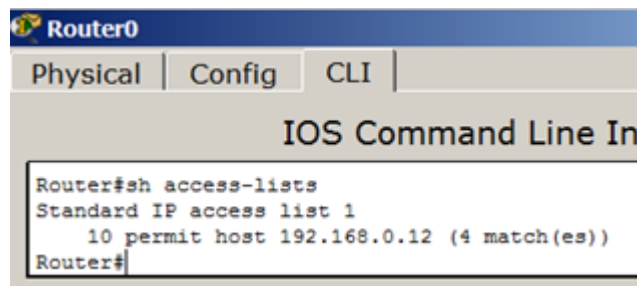 Router0
Physical Config CLI
IOS Command Line In
Router#sh access-lists
Standard IP access list 1
    10 permit host 192.168.0.12 (4 match(es))
Router#